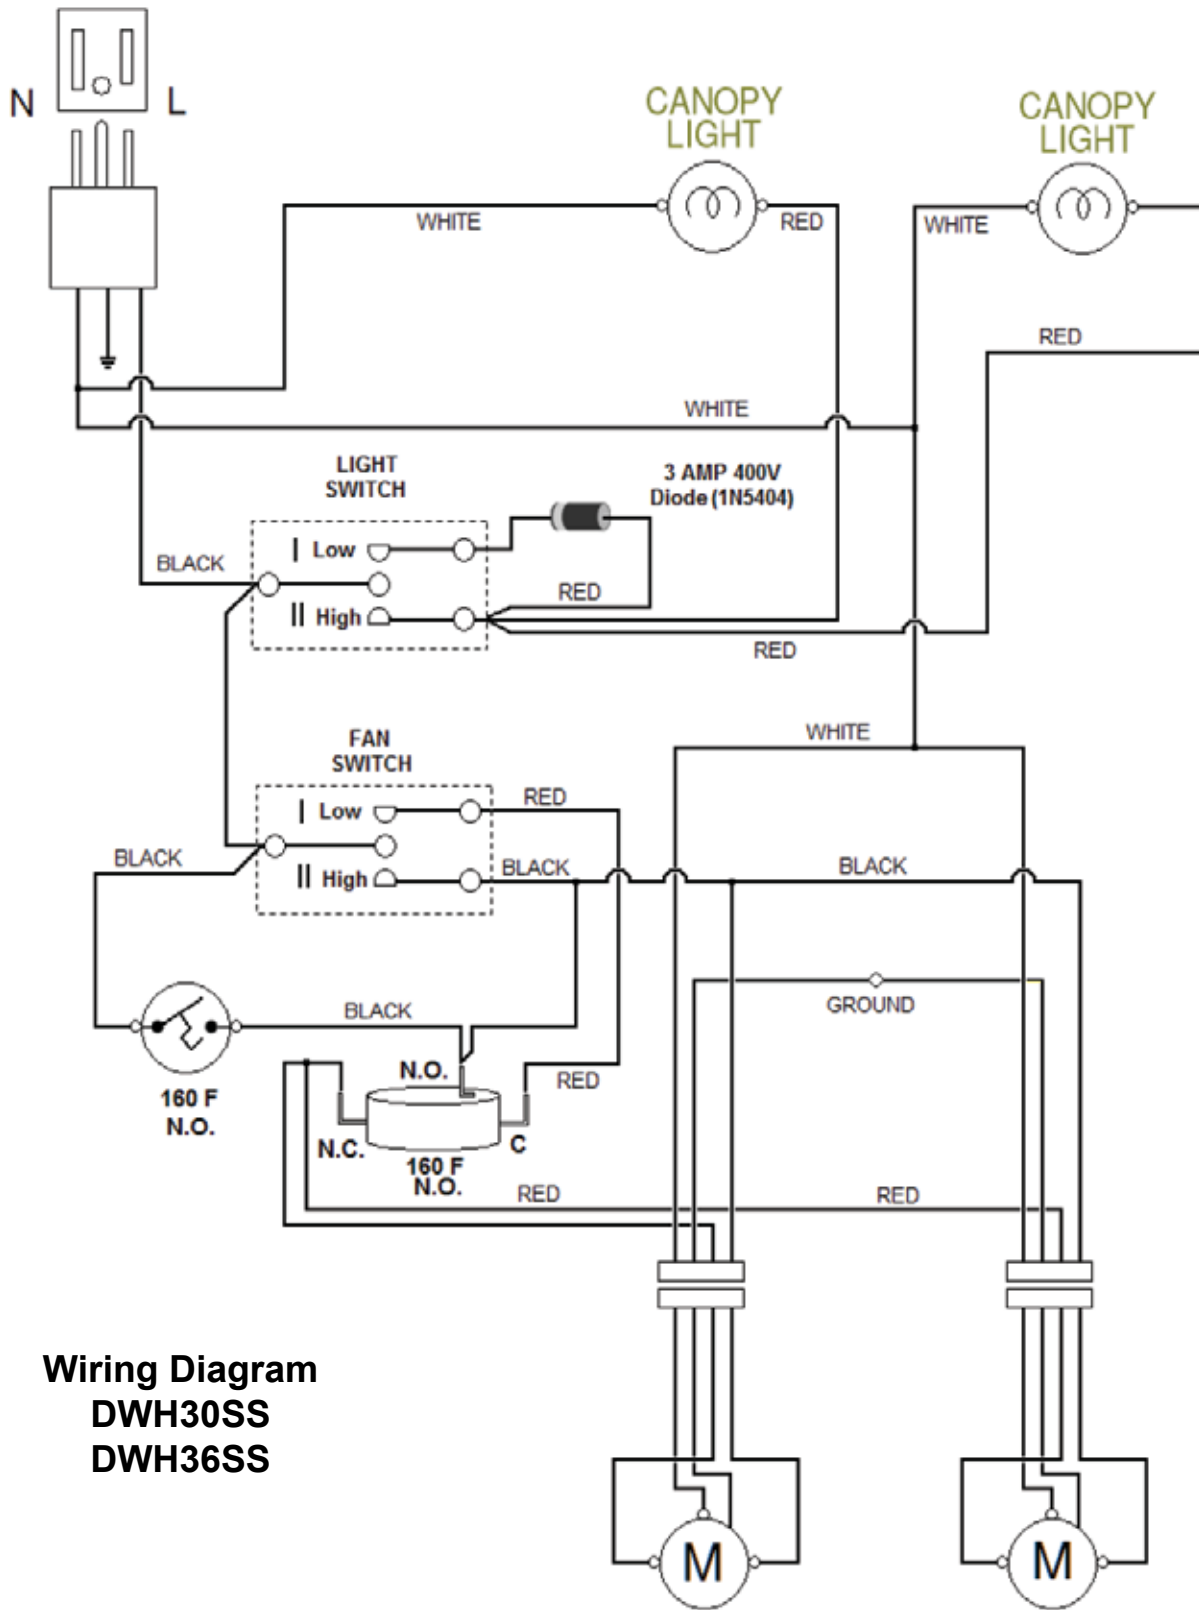 N
L
CANOPY
LIGHT
CANOPY
LIGHT
WHITE
RED
WHITE
RED
WHITE
LIGHT
SWITCH
3 AMP 400V
Diode (1N5404)
BLACK
I Low
RED
II High
RED
WHITE
FAN
SWITCH
I Low
RED
BLACK
II High
BLACK
BLACK
GROUND
BLACK
N.O.
RED
160 F
N.O.
N.C.
C
160 F
N.O.
RED
RED
Wiring Diagram
DWH30SS
DWH36SS
M
M